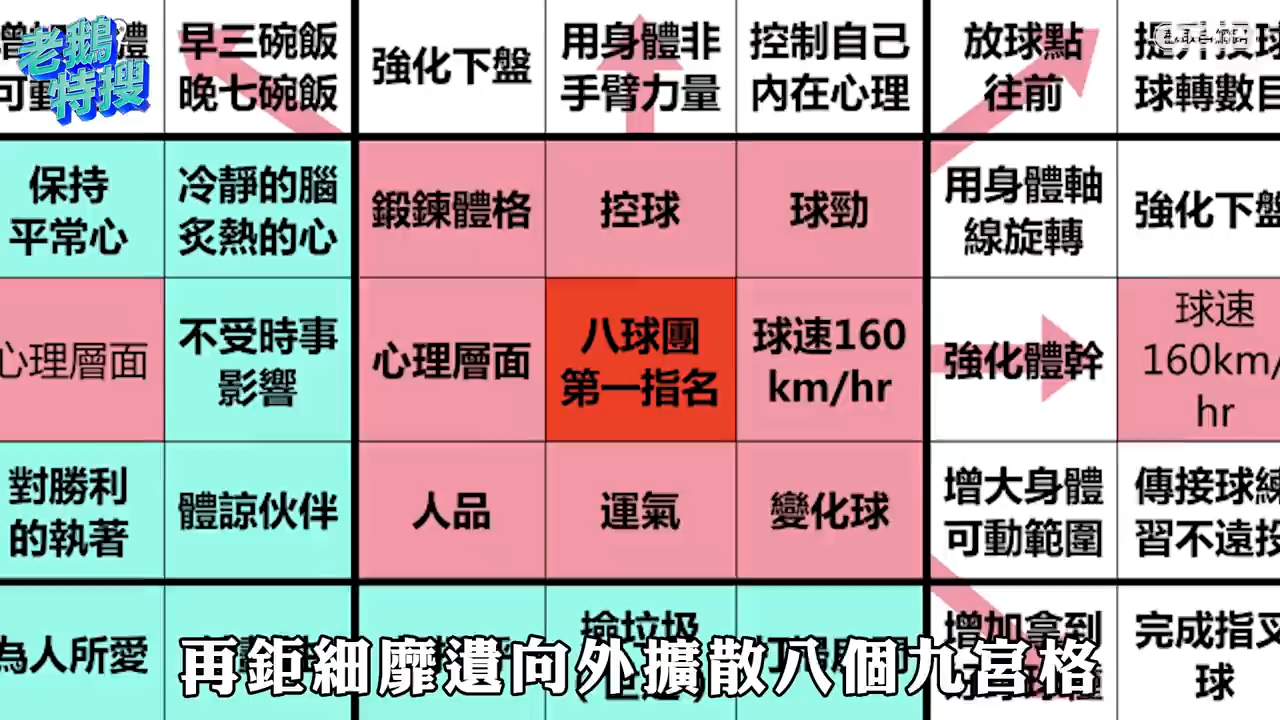 老鵝
特搜
早三碗飯
晚七碗飯
強化下盤
用身體非
手臂力量
控制自己
內在心理
放球點
往前
球轉數目
保持
平常心
冷靜的腦
炙熱的心
鍛鍊體格
控球
球勁
用身體軸
線旋轉
強化下盤
心理層面
不受時事
影響
心理層面
八球團
第一指名
球速160
km/hr
強化體幹
球速
160km/
hr
對勝利
的執著
體諒伙伴
人品
運氣
變化球
增大身體
可動範圍
傳接球練
習不遠投
為人所愛
撿垃圾
增加拿到
完成指叉
球
再鉅細靡遺向外擴散八個九宮格